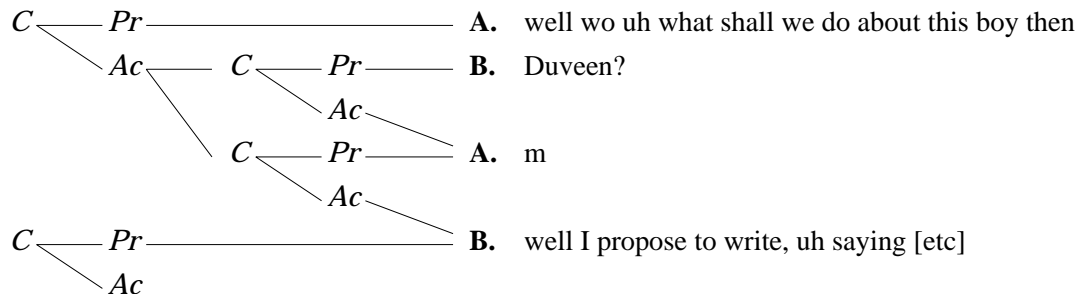 C Pr A. well wo uh what shall we do about this boy then
Ac C Pr B. Duveen?
Ac
C Pr A. m
Ac
C Pr B. well I propose to write, uh saying [etc]
Ac